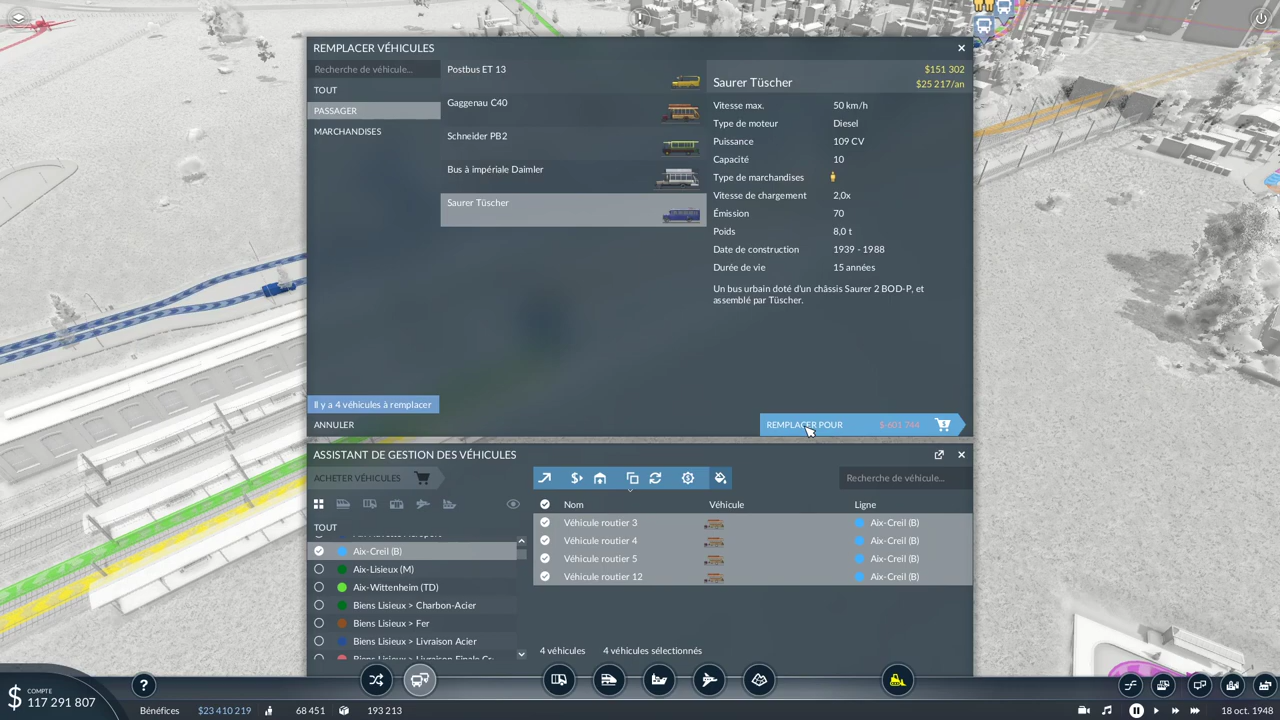 REMPLACER VÉHICULES
Recherche de véhicule...
TOUT
PASSAGER
MARCHANDISES
Postbus ET 13
Gaggenau C40
Schneider PB2
Bus à impériale Daimler
Saurer Tüscher
Saurer Tüscher
$151 302
$25 217/an
Vitesse max. 50 km/h
Type de moteur Diesel
Puissance 109 CV
Capacité 10
Type de marchandises
Vitesse de chargement 2,0x
Émission 70
Poids 8,0 t
Date de construction 1939 - 1988
Durée de vie 15 années
Un bus urbain doté d'un châssis Saurer 2 BOD-P, et
assemblé par Tüscher.
Il y a 4 véhicules à remplacer
ANNULER
REMPLACER POUR $-601 744
ASSISTANT DE GESTION DES VÉHICULES
ACHETER VÉHICULES
Recherche de véhicule...
TOUT
Aix-Creil (B)
Aix-Lisieux (M)
Aix-Wittenheim (TD)
Biens Lisieux > Charbon-Acier
Biens Lisieux > Fer
Biens Lisieux > Livraison Acier
Nom Véhicule Ligne
Véhicule routier 3 Aix-Creil (B)
Véhicule routier 4 Aix-Creil (B)
Véhicule routier 5 Aix-Creil (B)
Véhicule routier 12 Aix-Creil (B)
4 véhicules 4 véhicules sélectionnés
COMPTE
$ 117 291 807
?
Bénéfices $23 410 219 68 451 193 213
18 oct. 1948